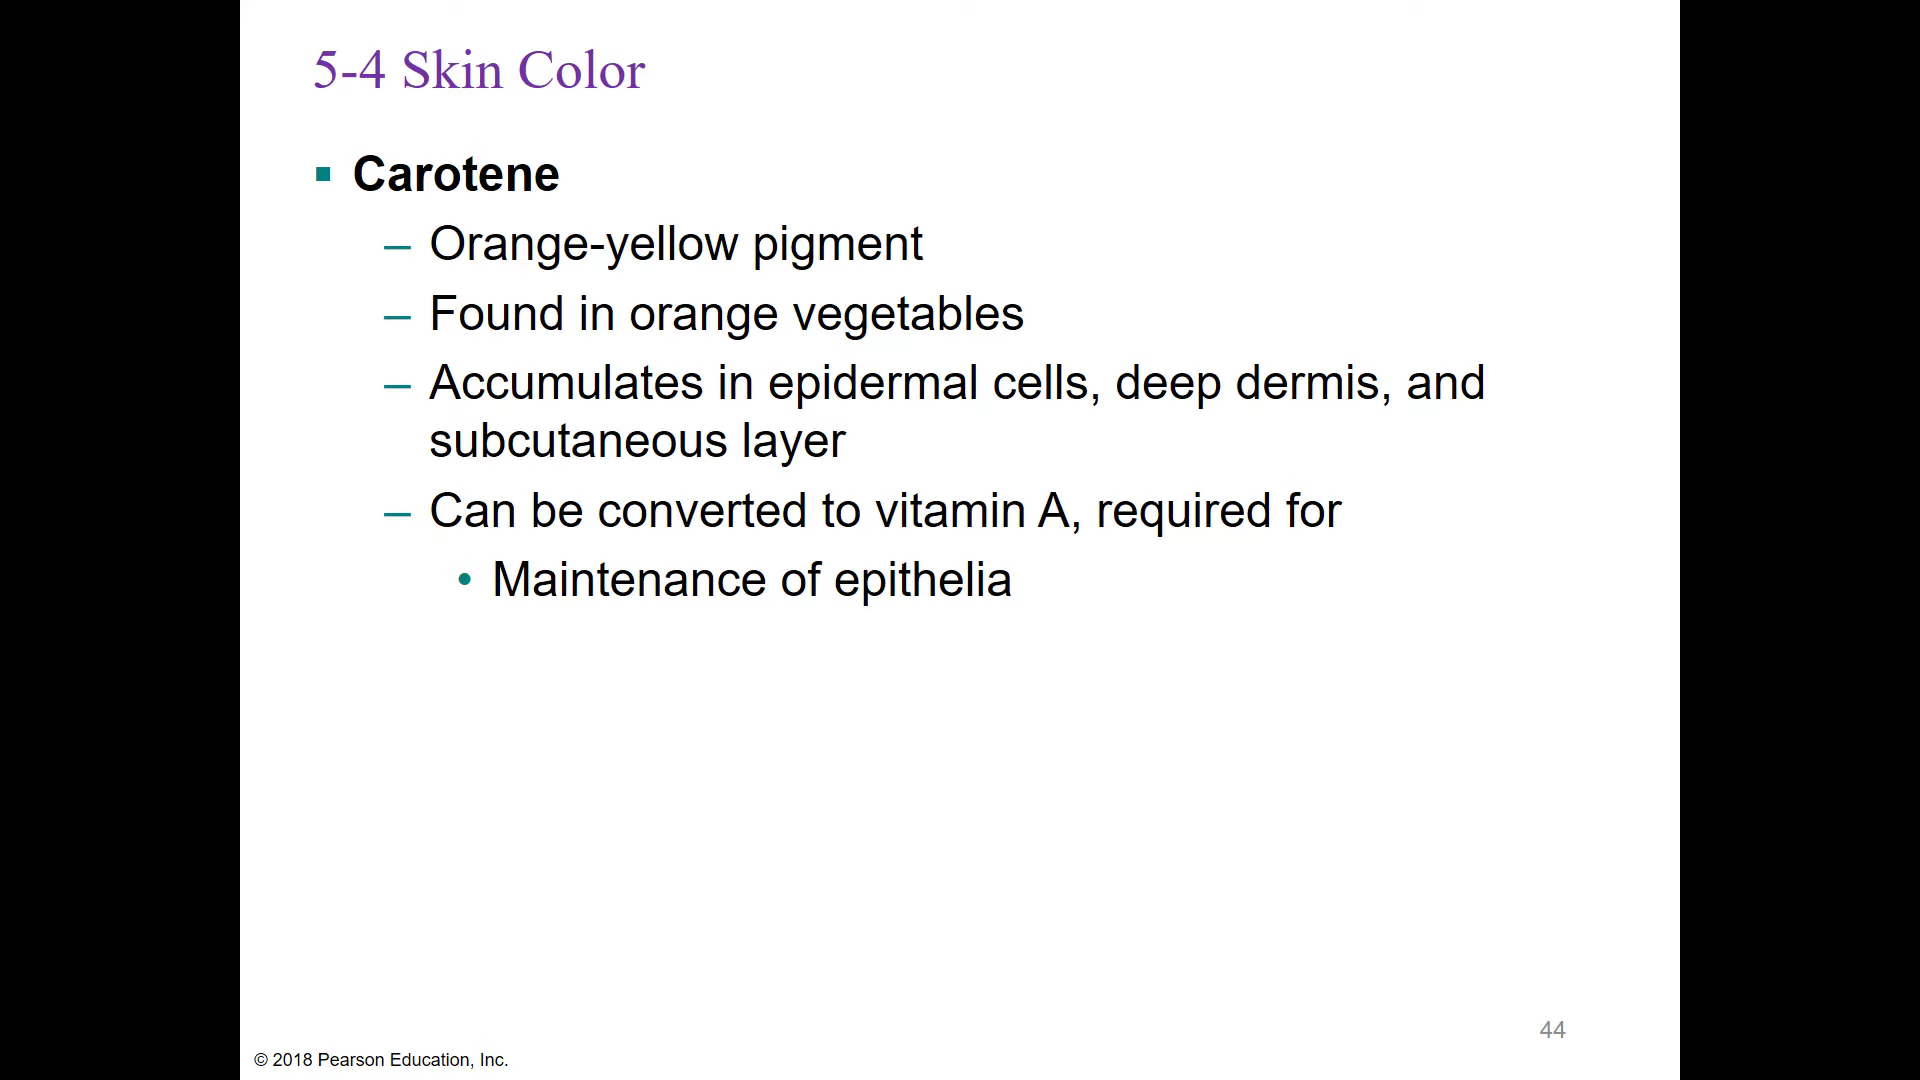 5-4 Skin Color
▪ Carotene
– Orange-yellow pigment
– Found in orange vegetables
– Accumulates in epidermal cells, deep dermis, and
subcutaneous layer
– Can be converted to vitamin A, required for
• Maintenance of epithelia
44
© 2018 Pearson Education, Inc.